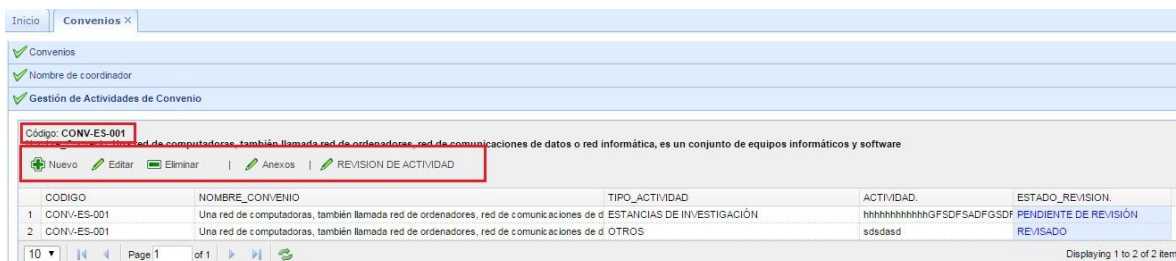 Inicio Convenios ×
Convenios
Nombre de coordinador
Gestión de Actividades de Convenio
Código: CONV-ES-001
red de computadoras, también llamada red de ordenadores, red de comunicaciones de datos o red informática, es un conjunto de equipos informáticos y software
Nuevo Editar Eliminar | Anexos | REVISION DE ACTIVIDAD
CODIGO NOMBRE_CONVENIO TIPO_ACTIVIDAD ACTIVIDAD. ESTADO_REVISION.
1 CONV-ES-001 Una red de computadoras, también llamada red de ordenadores, red de comunicaciones de d ESTANCIAS DE INVESTIGACIÓN PENDIENTE DE REVISIÓN
2 CONV-ES-001 Una red de computadoras, también llamada red de ordenadores, red de comunicaciones de d OTROS sdsdasd REVISADO
10 Page 1 of 1 Displaying 1 to 2 of 2 item